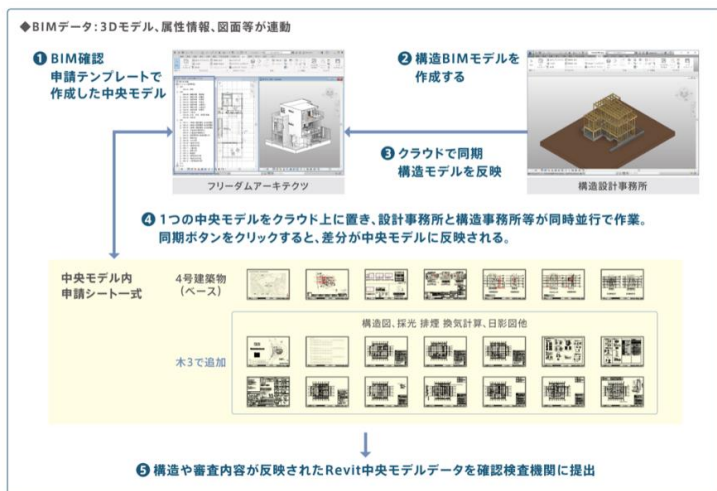 ◆BIMデータ：3Dモデル、属性情報、図面等が連動
❶ BIM確認
申請テンプレートで
作成した中央モデル
❷ 構造BIMモデルを
作成する
❸ クラウドで同期
構造モデルを反映
フリーダムアーキテクツ
構造設計事務所
❹ 1つの中央モデルをクラウド上に置き、設計事務所と構造事務所等が同時並行で作業。
同期ボタンをクリックすると、差分が中央モデルに反映される。
中央モデル内
申請シート一式
4号建築物
（ベース）
構造図、採光 排煙 換気計算、日影図他
木3で追加
❺ 構造や審査内容が反映されたRevit中央モデルデータを確認検査機関に提出